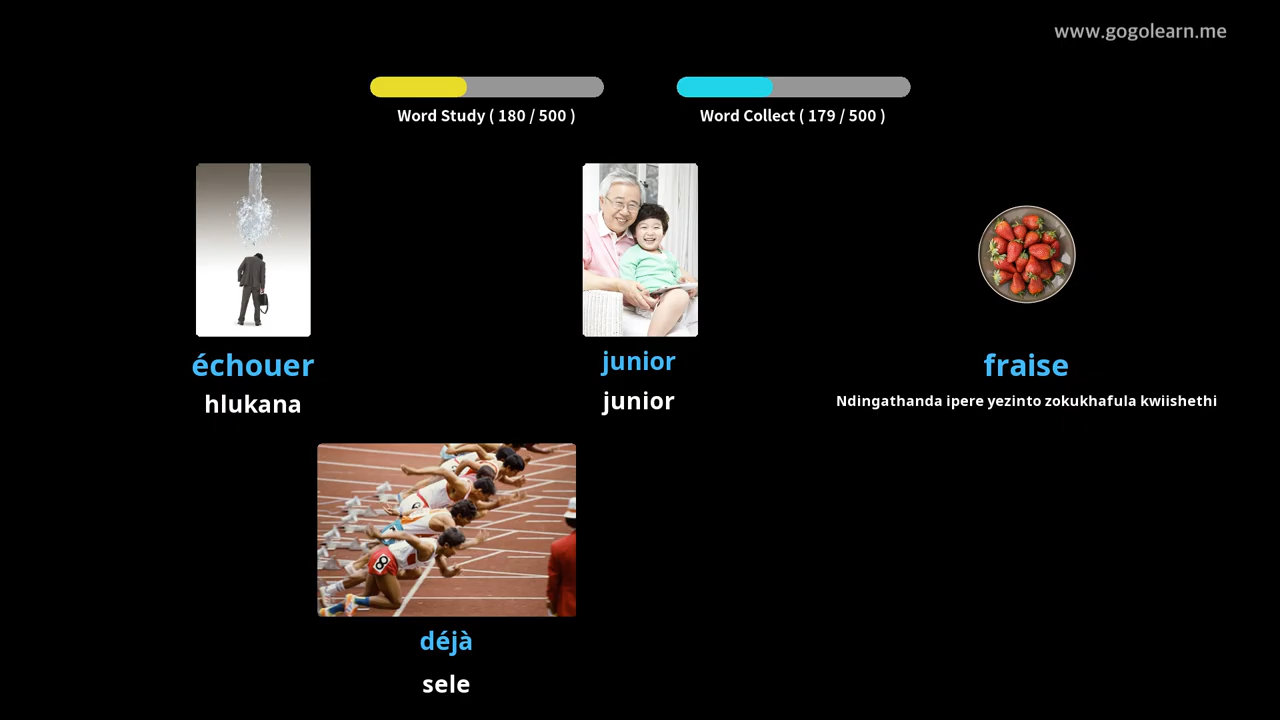 www.gogolearn.me
Word Study ( 180 / 500 )
Word Collect ( 179 / 500 )
échouer
hlukana
junior
junior
fraise
Ndingathanda ipere yezinto zokukhafula kwiishethi
8
déjà
sele